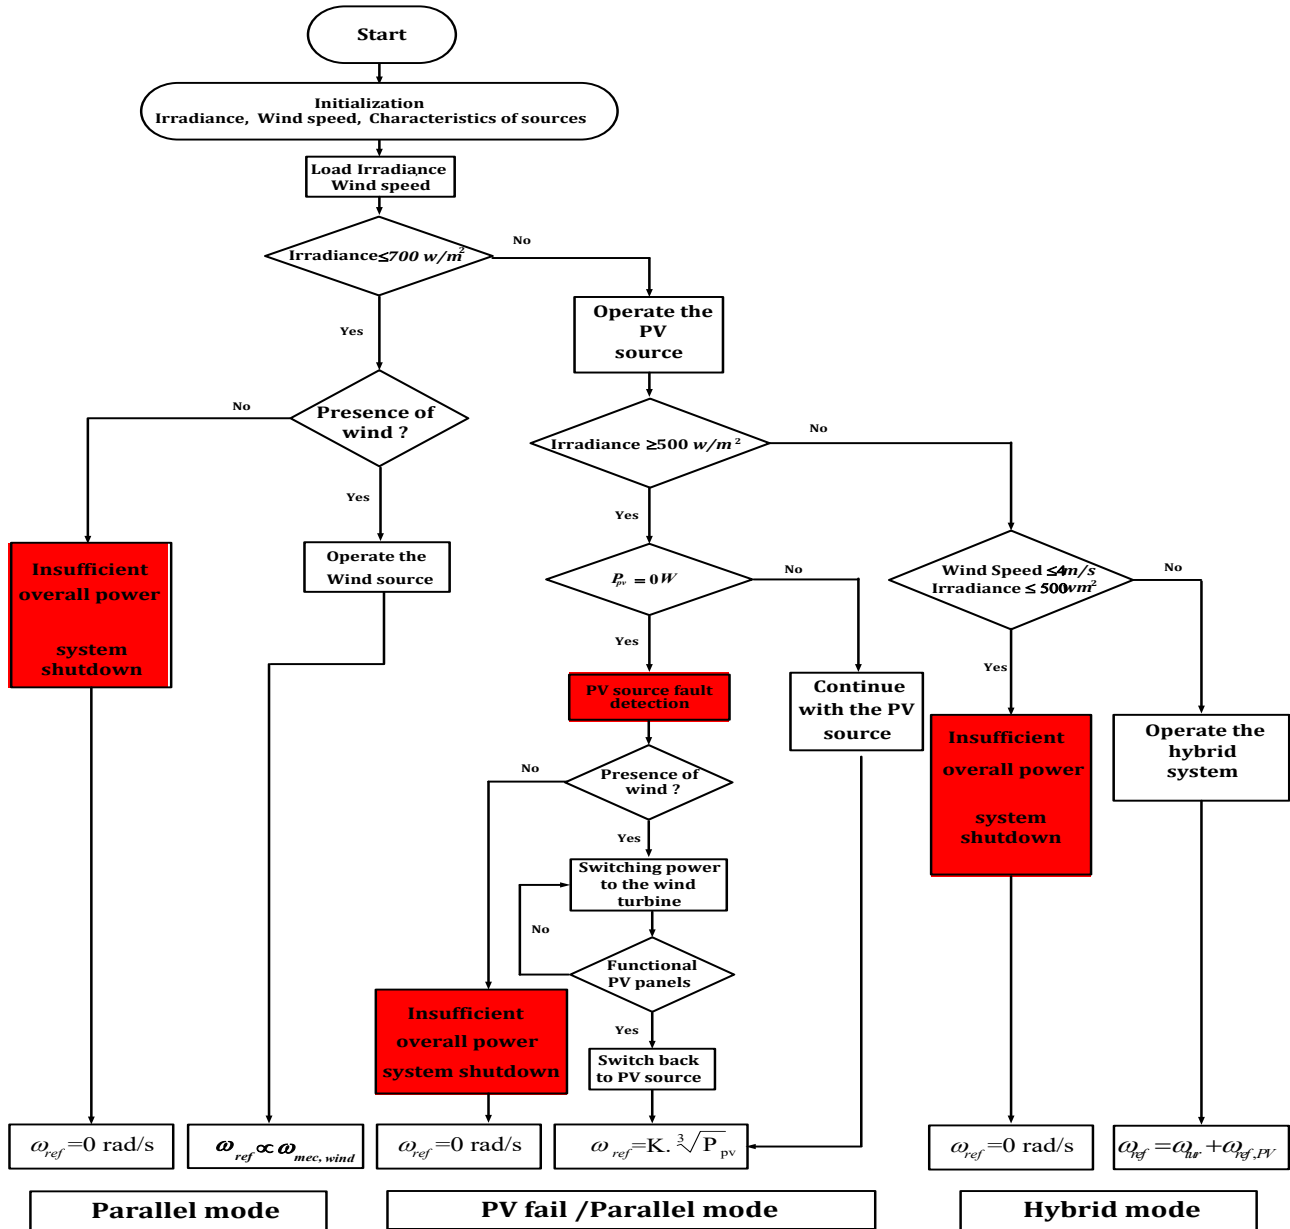 Start
Initialization
Irradiance, Wind speed, Characteristics of sources
Load Irradiance,
Wind speed
Irradiance≤700 w/m²
No
Yes
Operate the
PV
source
Presence of
wind ?
No
Yes
Irradiance ≥500 w/m²
No
Yes
Insufficient
overall power
system
shutdown
Operate the
Wind source
P_pv = 0W
No
Yes
Wind Speed ≤4m/s
Irradiance ≤ 500wm²
No
Yes
PV source fault
detection
Continue
with the PV
source
Insufficient
overall power
system
shutdown
Operate the
hybrid
system
Presence of
wind ?
No
Yes
Switching power
to the wind
turbine
No
Functional
PV panels
Yes
Insufficient
overall power
system shutdown
Switch back
to PV source
ω_ref =0 rad/s
ω_ref ∝ ω_mec, wind
ω_ref =0 rad/s
ω_ref =K. ∛P_pv
ω_ref =0 rad/s
ω_ref = ω_tur + ω_ref, PV
Parallel mode
PV fail /Parallel mode
Hybrid mode